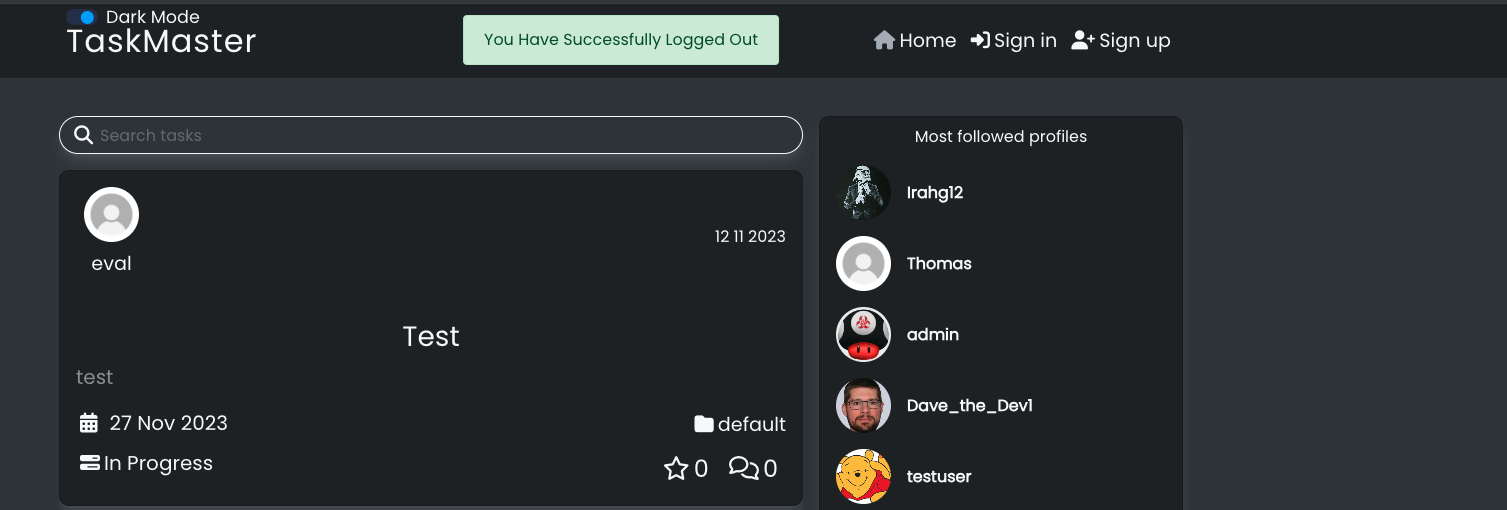 Dark Mode
TaskMaster
You Have Successfully Logged Out
Home Sign in Sign up
Search tasks
eval
12 11 2023
Test
test
27 Nov 2023
default
In Progress
0 0
Most followed profiles
lrahg12
Thomas
admin
Dave_the_Dev1
testuser